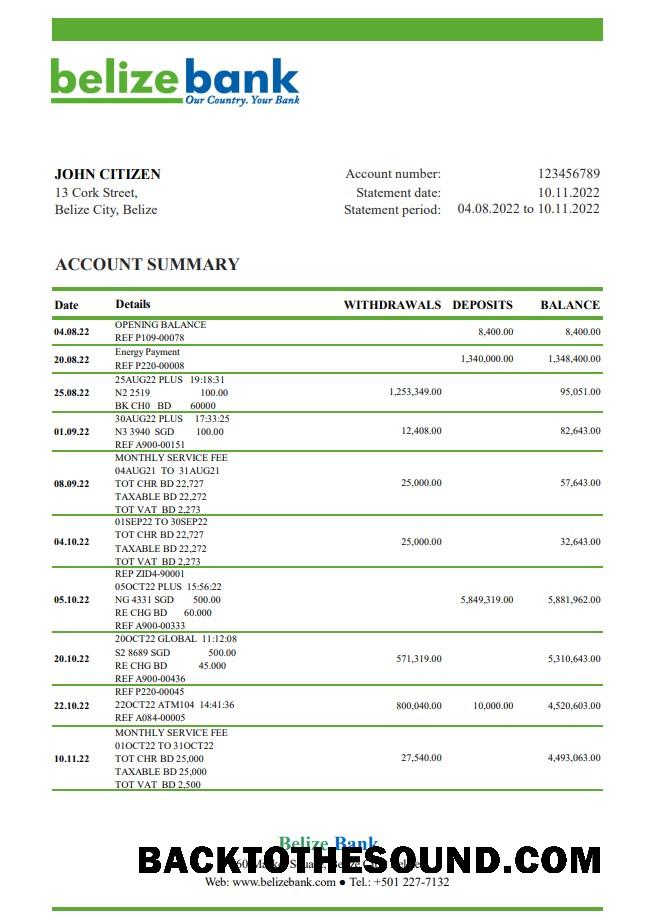 belizebank
Our Country. Your Bank
JOHN CITIZEN
13 Cork Street,
Belize City, Belize
Account number: 123456789
Statement date: 10.11.2022
Statement period: 04.08.2022 to 10.11.2022
ACCOUNT SUMMARY
Date Details WITHDRAWALS DEPOSITS BALANCE
04.08.22 OPENING BALANCE 8,400.00 8,400.00
REF P109-00078
20.08.22 Energy Payment 1,340,000.00 1,348,400.00
REF P220-00008
25AUG22 PLUS 19:18:31
25.08.22 N2 2519 100.00 1,253,349.00 95,051.00
BK CH0 BD 60000
30AUG22 PLUS 17:33:25
01.09.22 N3 3940 SGD 100.00 12,408.00 82,643.00
REF A900-00151
MONTHLY SERVICE FEE
04AUG21 TO 31AUG21
08.09.22 TOT CHR BD 22,727 25,000.00 57,643.00
TAXABLE BD 22,272
TOT VAT BD 2,273
01SEP22 TO 30SEP22
TOT CHR BD 22,727
04.10.22 TAXABLE BD 22,272 25,000.00 32,643.00
TOT VAT BD 2,273
REP ZID4-90001
05OCT22 PLUS 15:56:22
05.10.22 NG 4331 SGD 500.00 5,849,319.00 5,881,962.00
RE CHG BD 60.000
REF A900-00333
20OCT22 GLOBAL 11:12:08
20.10.22 S2 8689 SGD 500.00 571,319.00 5,310,643.00
RE CHG BD 45.000
REF A900-00436
REF P220-00045
22.10.22 22OCT22 ATM104 14:41:36 800,040.00 10,000.00 4,520,603.00
REF A084-00005
MONTHLY SERVICE FEE
01OCT22 TO 31OCT22
10.11.22 TOT CHR BD 25,000 27,540.00 4,493,063.00
TAXABLE BD 25,000
TOT VAT BD 2,500
Belize Bank
BACKTOTHESOUND.COM
Web: www.belizebank.com ● Tel.: +501 227-7132